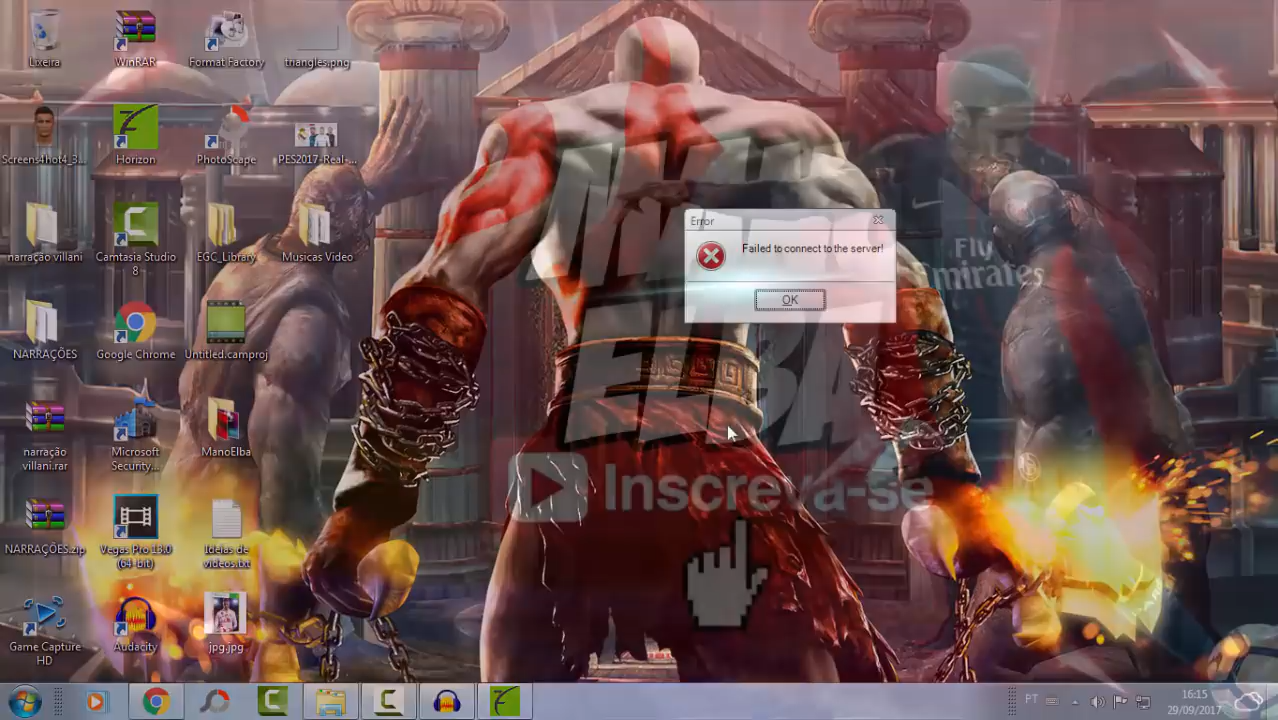 Lixeira
WinRAR
Format Factory
triangles.png
Screens4hot4_3...
Horizon
PhotoScape
PES2017-Real-...
narração villani
Camtasia Studio
8
EGC_Library
Musicas Video
NARRAÇÕES
Google Chrome
Untitled.camproj
narração
villani.rar
Microsoft
Security...
ManoElba
NARRAÇÕES.zip
Vegas Pro 13.0
(64-bit)
Ideias de
videos.txt
Game Capture
HD
Audacity
jpg.jpg
Error
Failed to connect to the server!
OK
Fly
Emirates
ELBA
Inscreva-se
PT
16:15
29/09/2017